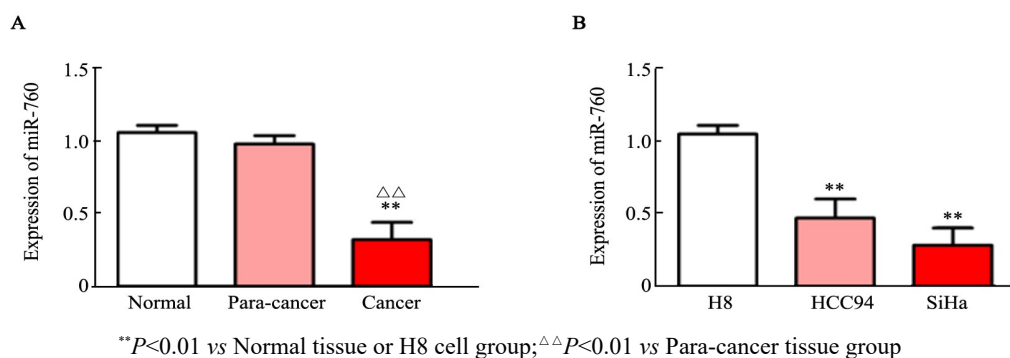 A
Expression of miR-760
1.5
1.0
0.5
0
△△
**
Normal
Para-cancer
Cancer
B
Expression of miR-760
1.5
1.0
0.5
0
**
**
H8
HCC94
SiHa
**P<0.01 vs Normal tissue or H8 cell group;△△P<0.01 vs Para-cancer tissue group